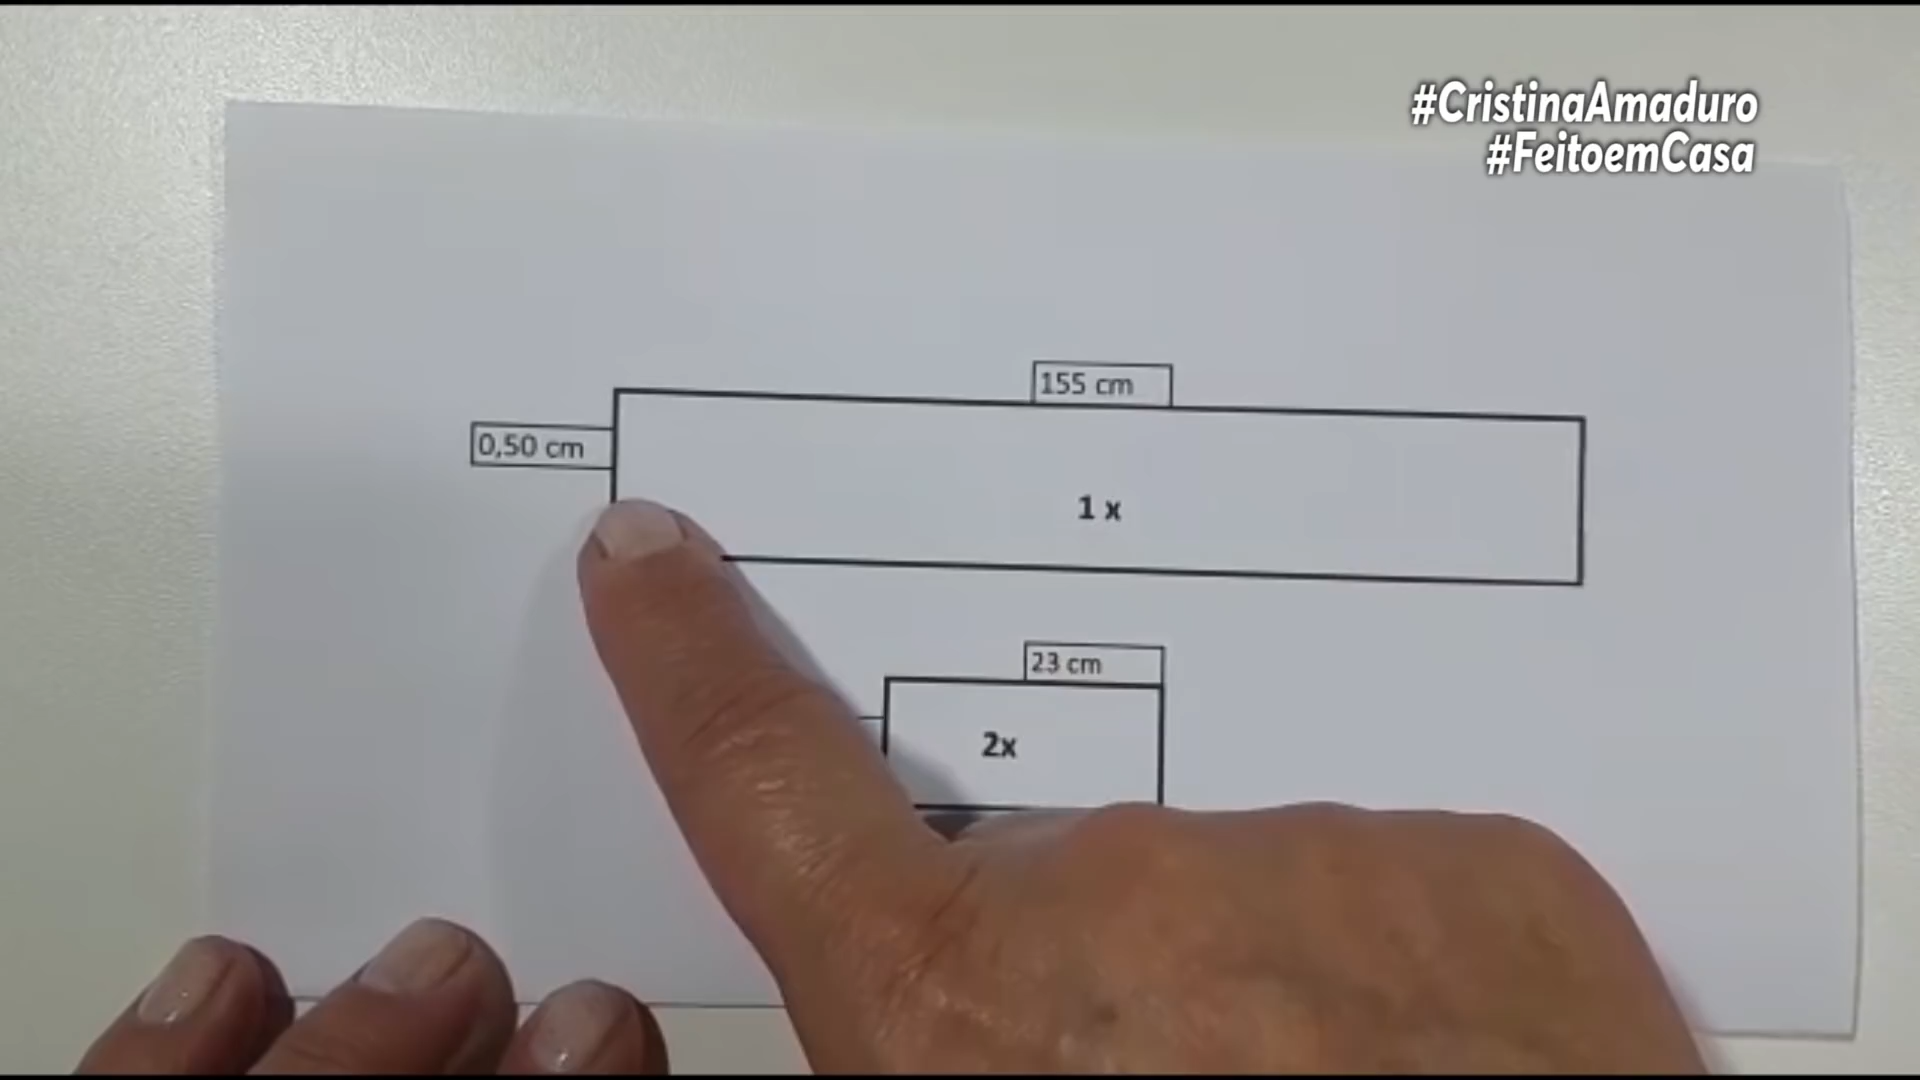 #CristinaAmaduro
#FeitoemCasa
155 cm
0,50 cm
1 x
23 cm
2x